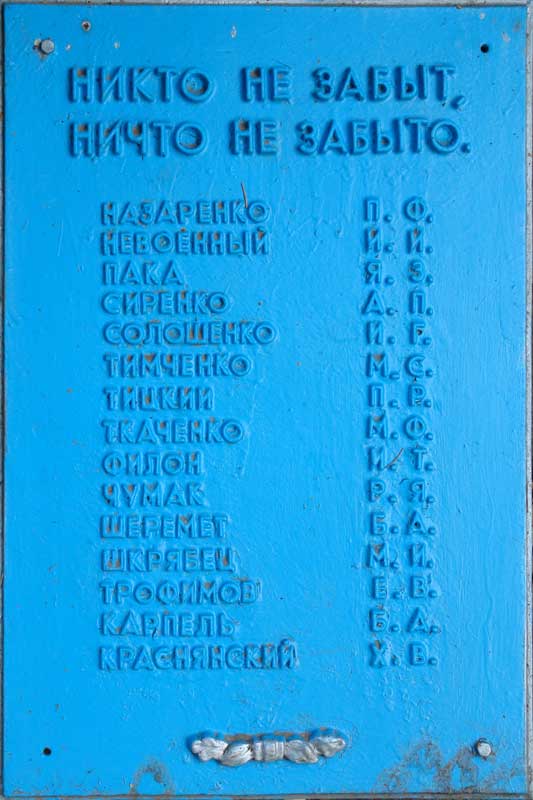 НИКТО НЕ ЗАБЫТ,
НИЧТО НЕ ЗАБЫТО.
НАЗАРЕНКО П. Ф.
НЕВОЕННЫЙ И. И.
ПАКА Я. Э.
СИРЕНКО А. П.
СОЛОШЕНКО И. Г.
ТИМЧЕНКО М. С.
ТИЦКИЙ П. Р.
ТКАЧЕНКО М. Ф.
ФИЛОН И. Т.
ЧУМАК Р. Я.
ШЕРЕМЕТ Б. А.
ШКРЯБЕЦ М. И.
ТРОФИМОВ Е. В.
КАРПЕЛЬ Б. А.
КРАСНЯНСКИЙ Х. В.